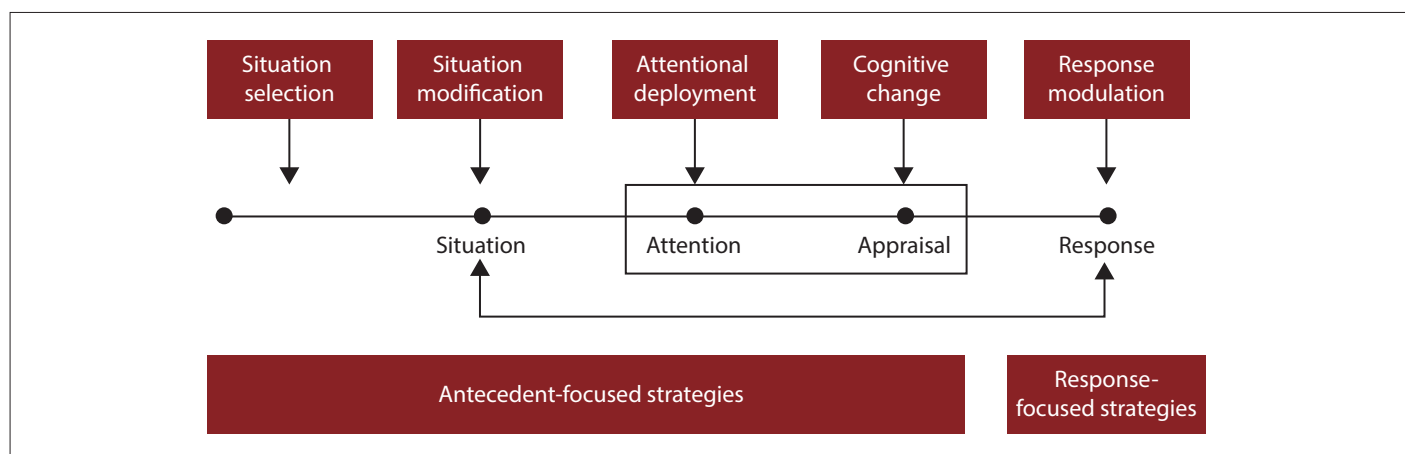 Situation
selection
Situation
modification
Attentional
deployment
Cognitive
change
Response
modulation
Situation
Attention
Appraisal
Response
Antecedent-focused strategies
Response-
focused strategies